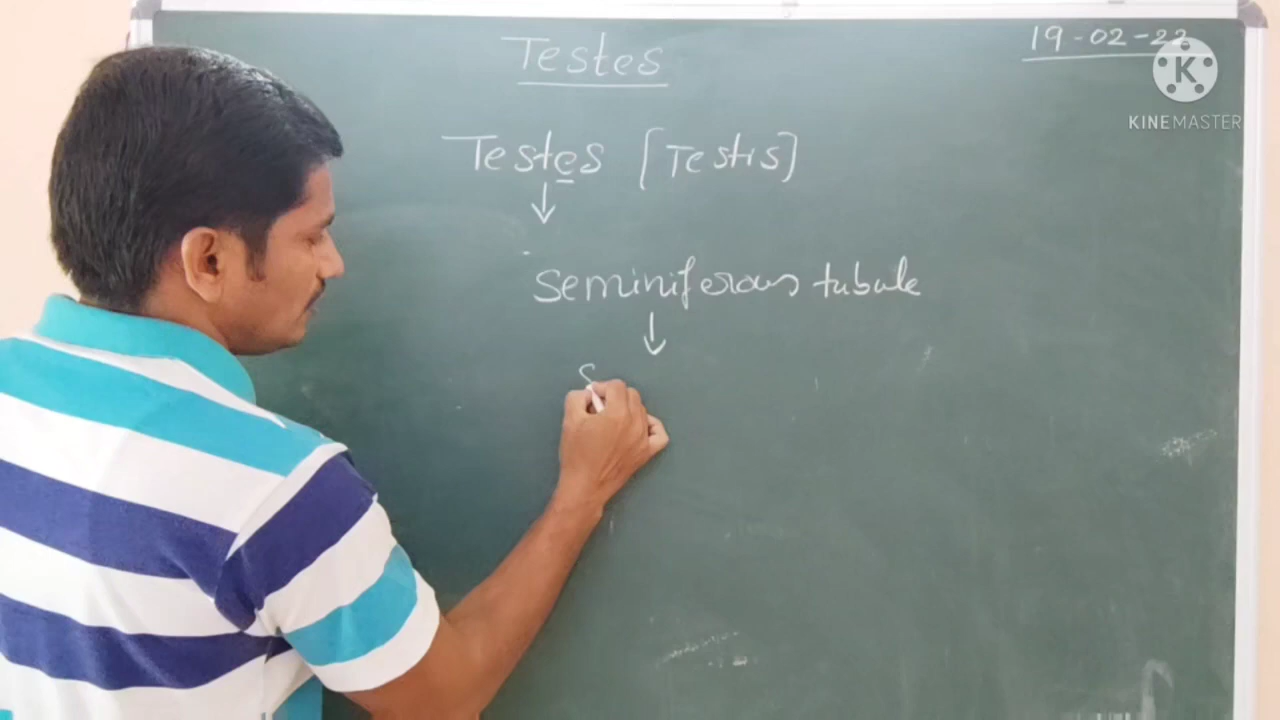 Testes
19-02-22
K
KINEMASTER
Testes [Testis]
↓
Seminiferous tubule
↓
S